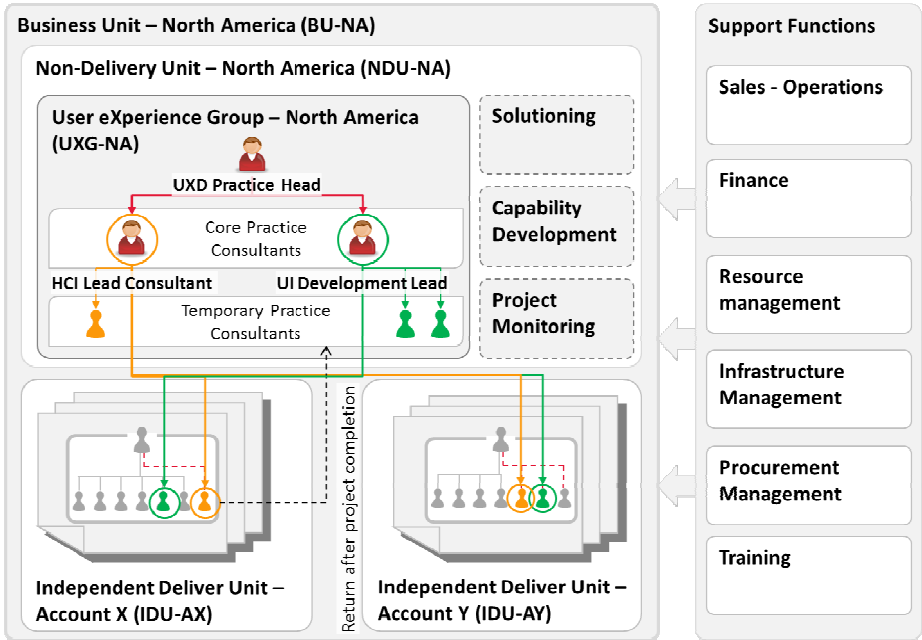 Business Unit – North America (BU-NA)
Non-Delivery Unit – North America (NDU-NA)
User eXperience Group – North America
(UXG-NA)
UXD Practice Head
Core Practice
Consultants
HCI Lead Consultant
UI Development Lead
Temporary Practice
Consultants
Solutioning
Capability
Development
Project
Monitoring
Return after project completion
Independent Deliver Unit –
Account X (IDU-AX)
Independent Deliver Unit –
Account Y (IDU-AY)
Support Functions
Sales - Operations
Finance
Resource
management
Infrastructure
Management
Procurement
Management
Training